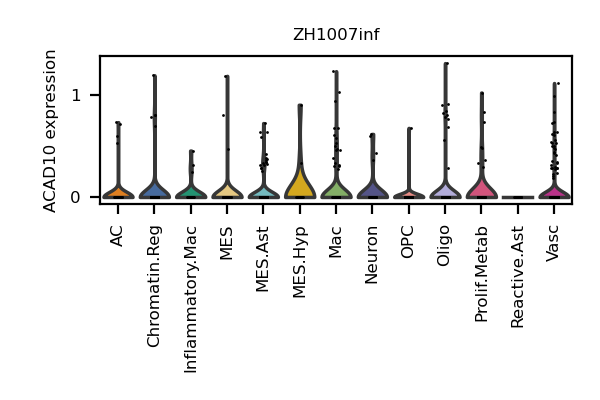 ZH1007inf
ACAD10 expression
1
0
AC
Chromatin.Reg
Inflammatory.Mac
MES
MES.Ast
MES.Hyp
Mac
Neuron
OPC
Oligo
Prolif.Metab
Reactive.Ast
Vasc